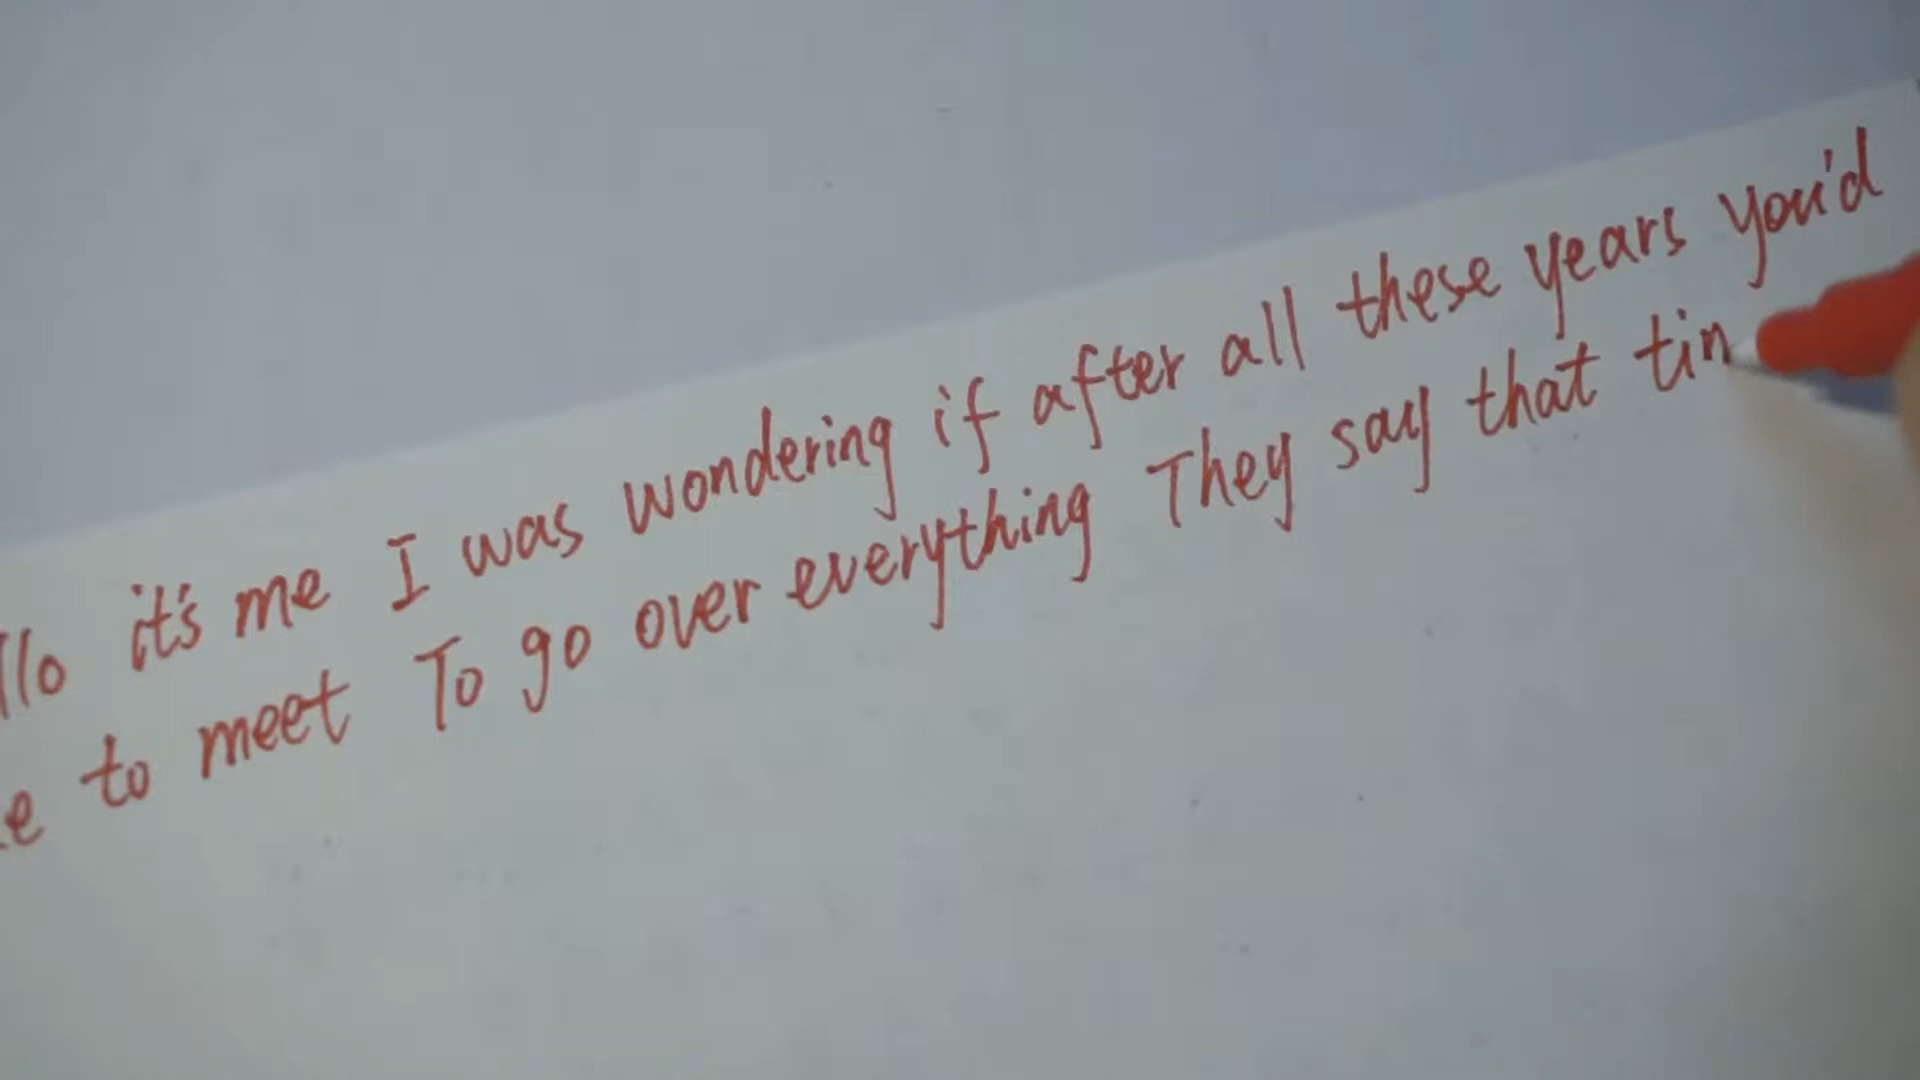 llo it's me I was wondering if after all these years you'd
e to meet To go over everything They say that tin